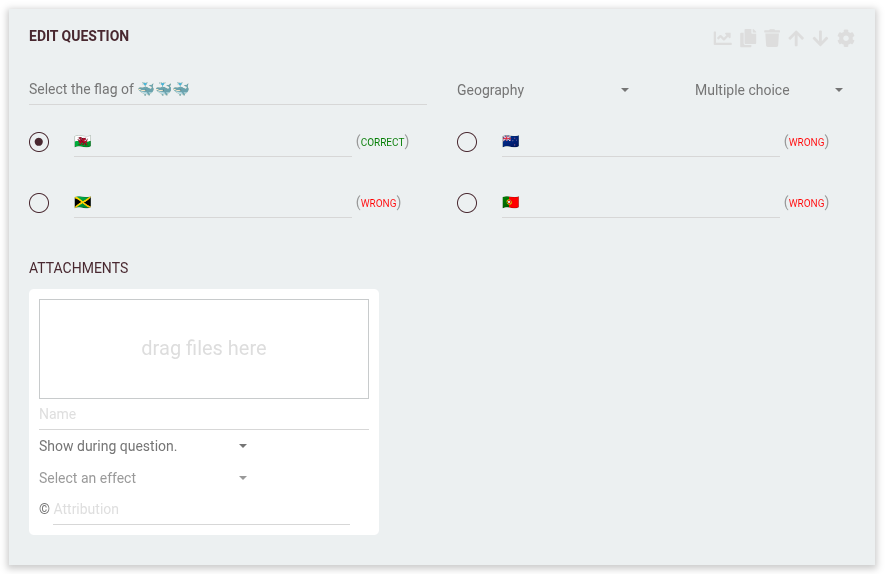 EDIT QUESTION
Select the flag of 🐳🐳🐳
Geography
Multiple choice
🏴󠁧󠁢󠁷󠁬󠁳󠁿 (CORRECT)
🇳🇿 (WRONG)
🇯🇲 (WRONG)
🇵🇹 (WRONG)
ATTACHMENTS
drag files here
Name
Show during question.
Select an effect
© Attribution